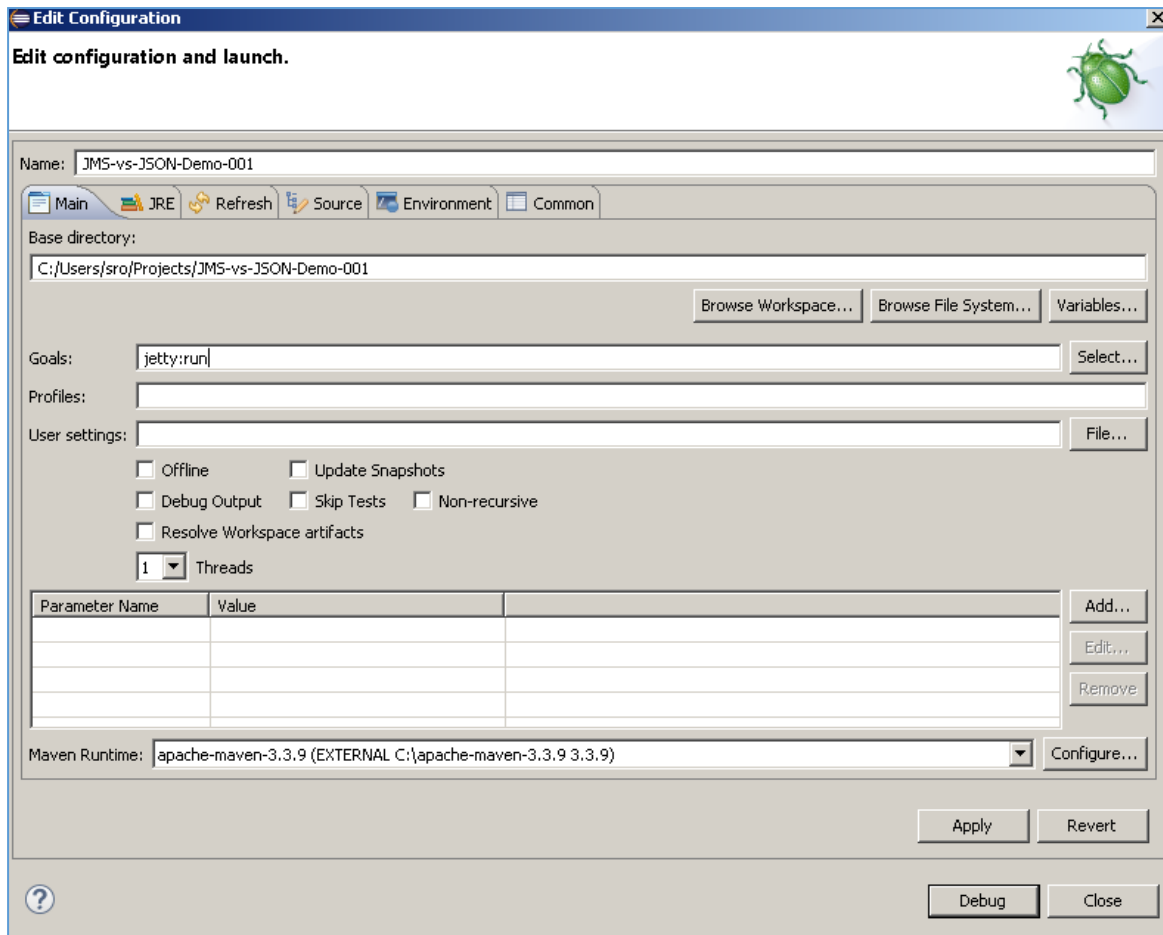 Edit Configuration
Edit configuration and launch.
Name: JMS-vs-JSON-Demo-001
Main JRE Refresh Source Environment Common
Base directory:
C:/Users/sro/Projects/JMS-vs-JSON-Demo-001
Browse Workspace... Browse File System... Variables...
Goals: jetty:run Select...
Profiles:
User settings: File...
Offline Update Snapshots
Debug Output Skip Tests Non-recursive
Resolve Workspace artifacts
1 Threads
Parameter Name Value Add...
Edit...
Remove
Maven Runtime: apache-maven-3.3.9 (EXTERNAL C:\apache-maven-3.3.9 3.3.9) Configure...
Apply Revert
? Debug Close